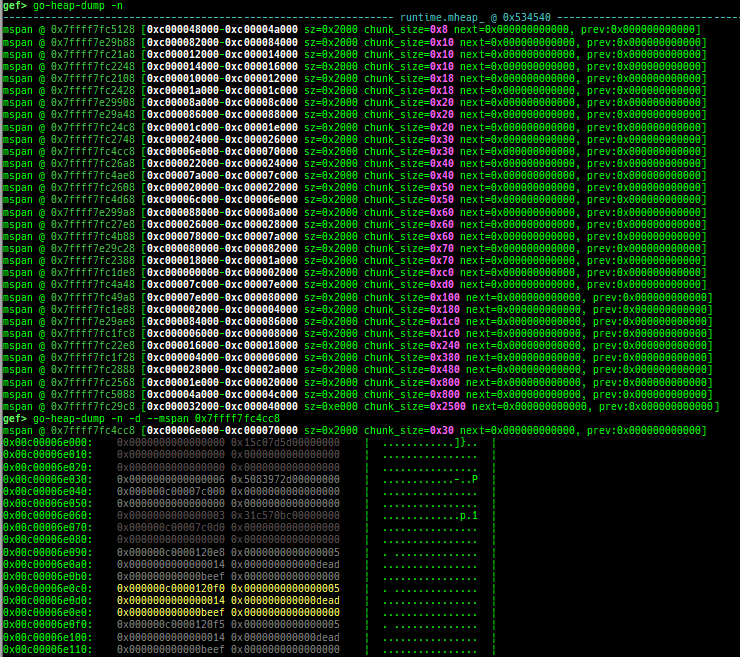 gef> go-heap-dump -n
runtime.mheap_ @ 0x534540
mspan @ 0x7ffff7fc5128 [0xc000048000-0xc00004a000 sz=0x2000 chunk_size=0x8 next=0x000000000000, prev:0x000000000000]
mspan @ 0x7ffff7e29b88 [0xc000082000-0xc000084000 sz=0x2000 chunk_size=0x10 next=0x000000000000, prev:0x000000000000]
mspan @ 0x7ffff7fc21a8 [0xc000012000-0xc000014000 sz=0x2000 chunk_size=0x10 next=0x000000000000, prev:0x000000000000]
mspan @ 0x7ffff7fc2248 [0xc000014000-0xc000016000 sz=0x2000 chunk_size=0x10 next=0x000000000000, prev:0x000000000000]
mspan @ 0x7ffff7fc2108 [0xc000010000-0xc000012000 sz=0x2000 chunk_size=0x18 next=0x000000000000, prev:0x000000000000]
mspan @ 0x7ffff7fc2428 [0xc00001a000-0xc00001c000 sz=0x2000 chunk_size=0x18 next=0x000000000000, prev:0x000000000000]
mspan @ 0x7ffff7e29908 [0xc00008a000-0xc00008c000 sz=0x2000 chunk_size=0x20 next=0x000000000000, prev:0x000000000000]
mspan @ 0x7ffff7e29a48 [0xc000086000-0xc000088000 sz=0x2000 chunk_size=0x20 next=0x000000000000, prev:0x000000000000]
mspan @ 0x7ffff7fc24c8 [0xc00001c000-0xc00001e000 sz=0x2000 chunk_size=0x20 next=0x000000000000, prev:0x000000000000]
mspan @ 0x7ffff7fc2748 [0xc000024000-0xc000026000 sz=0x2000 chunk_size=0x30 next=0x000000000000, prev:0x000000000000]
mspan @ 0x7ffff7fc4cc8 [0xc00006e000-0xc000070000 sz=0x2000 chunk_size=0x30 next=0x000000000000, prev:0x000000000000]
mspan @ 0x7ffff7fc26a8 [0xc000022000-0xc000024000 sz=0x2000 chunk_size=0x40 next=0x000000000000, prev:0x000000000000]
mspan @ 0x7ffff7fc4ae8 [0xc00007a000-0xc00007c000 sz=0x2000 chunk_size=0x40 next=0x000000000000, prev:0x000000000000]
mspan @ 0x7ffff7fc2608 [0xc000020000-0xc000022000 sz=0x2000 chunk_size=0x50 next=0x000000000000, prev:0x000000000000]
mspan @ 0x7ffff7fc4d68 [0xc00006c000-0xc00006e000 sz=0x2000 chunk_size=0x50 next=0x000000000000, prev:0x000000000000]
mspan @ 0x7ffff7e299a8 [0xc000088000-0xc00008a000 sz=0x2000 chunk_size=0x60 next=0x000000000000, prev:0x000000000000]
mspan @ 0x7ffff7fc27e8 [0xc000026000-0xc000028000 sz=0x2000 chunk_size=0x60 next=0x000000000000, prev:0x000000000000]
mspan @ 0x7ffff7fc4b88 [0xc000078000-0xc00007a000 sz=0x2000 chunk_size=0x60 next=0x000000000000, prev:0x000000000000]
mspan @ 0x7ffff7e29c28 [0xc000080000-0xc000082000 sz=0x2000 chunk_size=0x70 next=0x000000000000, prev:0x000000000000]
mspan @ 0x7ffff7fc2388 [0xc000018000-0xc00001a000 sz=0x2000 chunk_size=0x70 next=0x000000000000, prev:0x000000000000]
mspan @ 0x7ffff7fc1de8 [0xc000000000-0xc000002000 sz=0x2000 chunk_size=0xc0 next=0x000000000000, prev:0x000000000000]
mspan @ 0x7ffff7fc4a48 [0xc00007c000-0xc00007e000 sz=0x2000 chunk_size=0xd0 next=0x000000000000, prev:0x000000000000]
mspan @ 0x7ffff7fc49a8 [0xc00007e000-0xc000080000 sz=0x2000 chunk_size=0x100 next=0x000000000000, prev:0x000000000000]
mspan @ 0x7ffff7fc1e88 [0xc000002000-0xc000004000 sz=0x2000 chunk_size=0x180 next=0x000000000000, prev:0x000000000000]
mspan @ 0x7ffff7e29ae8 [0xc000084000-0xc000086000 sz=0x2000 chunk_size=0x1c0 next=0x000000000000, prev:0x000000000000]
mspan @ 0x7ffff7fc1fc8 [0xc000006000-0xc000008000 sz=0x2000 chunk_size=0x1c0 next=0x000000000000, prev:0x000000000000]
mspan @ 0x7ffff7fc22e8 [0xc000016000-0xc000018000 sz=0x2000 chunk_size=0x240 next=0x000000000000, prev:0x000000000000]
mspan @ 0x7ffff7fc1f28 [0xc000004000-0xc000006000 sz=0x2000 chunk_size=0x380 next=0x000000000000, prev:0x000000000000]
mspan @ 0x7ffff7fc2888 [0xc000028000-0xc00002a000 sz=0x2000 chunk_size=0x480 next=0x000000000000, prev:0x000000000000]
mspan @ 0x7ffff7fc2568 [0xc00001e000-0xc000020000 sz=0x2000 chunk_size=0x800 next=0x000000000000, prev:0x000000000000]
mspan @ 0x7ffff7fc5088 [0xc00004a000-0xc00004c000 sz=0x2000 chunk_size=0x800 next=0x000000000000, prev:0x000000000000]
mspan @ 0x7ffff7fc29c8 [0xc000032000-0xc000040000 sz=0xe000 chunk_size=0x2500 next=0x000000000000, prev:0x000000000000]
gef> go-heap-dump -n -d --mspan 0x7ffff7fc4cc8
mspan @ 0x7ffff7fc4cc8 [0xc00006e000-0xc000070000 sz=0x2000 chunk_size=0x30 next=0x000000000000, prev:0x000000000000]
0x00c00006e000: 0x0000000000000000 0x15c07d5d00000000 | ............]}.. |
0x00c00006e010: 0x0000000000000000 0x0000000000000000 | ................ |
0x00c00006e020: 0x0000000000000000 0x0000000000000000 | ................ |
0x00c00006e030: 0x0000000000000006 0x5083972d00000000 | ............-..P |
0x00c00006e040: 0x000000c00007c000 0x0000000000000000 | ................ |
0x00c00006e050: 0x0000000000000000 0x0000000000000000 | ................ |
0x00c00006e060: 0x0000000000000003 0x31c570bc00000000 | .............p.1 |
0x00c00006e070: 0x000000c00007c0d0 0x0000000000000000 | ................ |
0x00c00006e080: 0x0000000000000000 0x0000000000000000 | ................ |
0x00c00006e090: 0x000000c0000120e8 0x0000000000000005 | . .............. |
0x00c00006e0a0: 0x0000000000000014 0x000000000000dead | ................ |
0x00c00006e0b0: 0x000000000000beef 0x0000000000000000 | ................ |
0x00c00006e0c0: 0x000000c0000120f0 0x0000000000000005 | . .............. |
0x00c00006e0d0: 0x0000000000000014 0x000000000000dead | ................ |
0x00c00006e0e0: 0x000000000000beef 0x0000000000000000 | ................ |
0x00c00006e0f0: 0x000000c0000120f5 0x0000000000000005 | . .............. |
0x00c00006e100: 0x0000000000000014 0x000000000000dead | ................ |
0x00c00006e110: 0x000000000000beef 0x0000000000000000 | ................ |